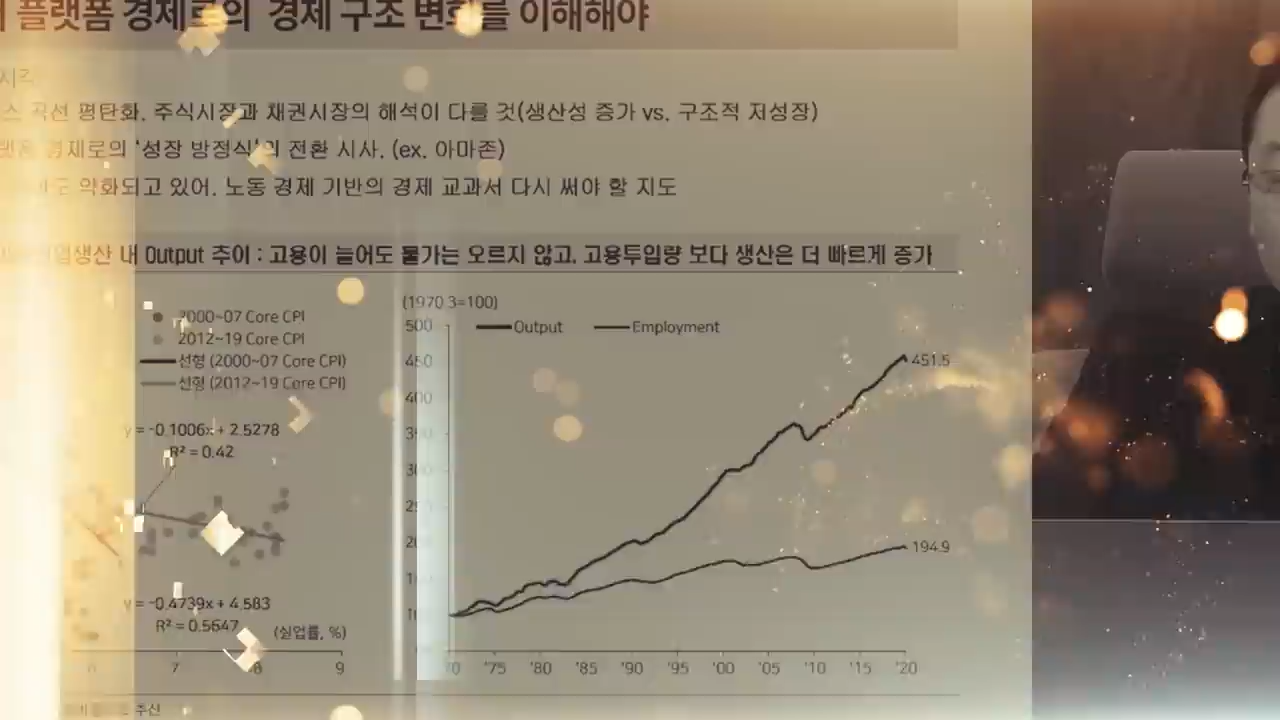 플랫폼 경제로의 경제 구조 변화를 이해해야
시각
곡선 평탄화. 주식시장과 채권시장의 해석이 다를 것(생산성 증가 vs. 구조적 저성장)
경제로의 '성장 방정식'의 전환 시사. (ex. 아마존)
약화되고 있어. 노동 경제 기반의 경제 교과서 다시 써야 할 지도
내 Output 추이 : 고용이 늘어도 물가는 오르지 않고. 고용투입량 보다 생산은 더 빠르게 증가
2000~07 Core CPI
2012~19 Core CPI
선형 (2000~07 Core CPI)
선형 (2012~19 Core CPI)
y = -0.1006x + 2.5278
R² = 0.42
y = -0.4739x + 4.583
R² = 0.5647
(실업률, %)
7 8 9
(1970.3=100)
Output Employment
500
450
400
451.5
194.9
'75 '80 '85 '90 '95 '00 '05 '10 '15 '20
추산